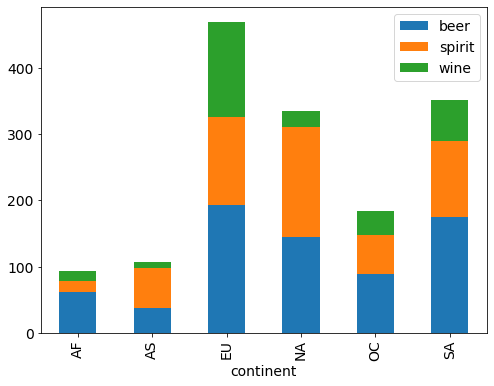 beer
spirit
wine
400
300
200
100
0
AF AS EU NA OC SA
continent